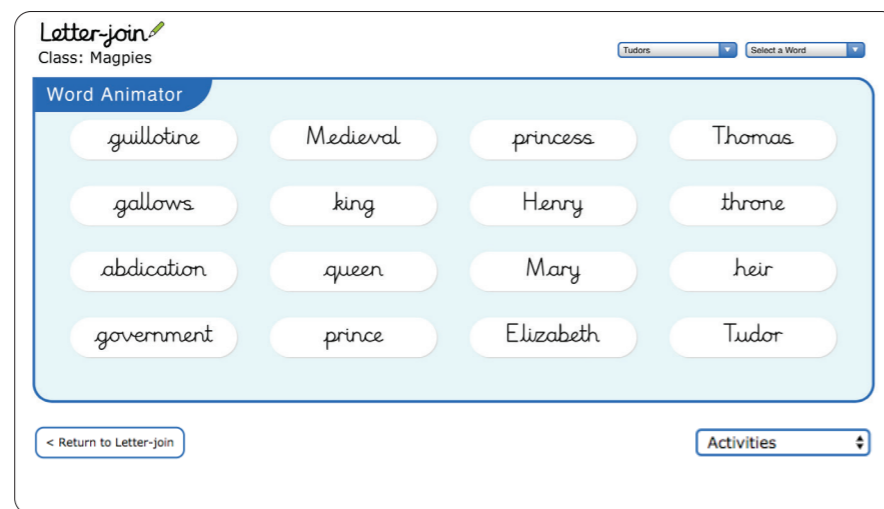 Letter-join
Class: Magpies
Tudors Select a Word
Word Animator
guillotine Medieval princess Thomas
gallows king Henry throne
abdication queen Mary heir
government prince Elizabeth Tudor
< Return to Letter-join Activities